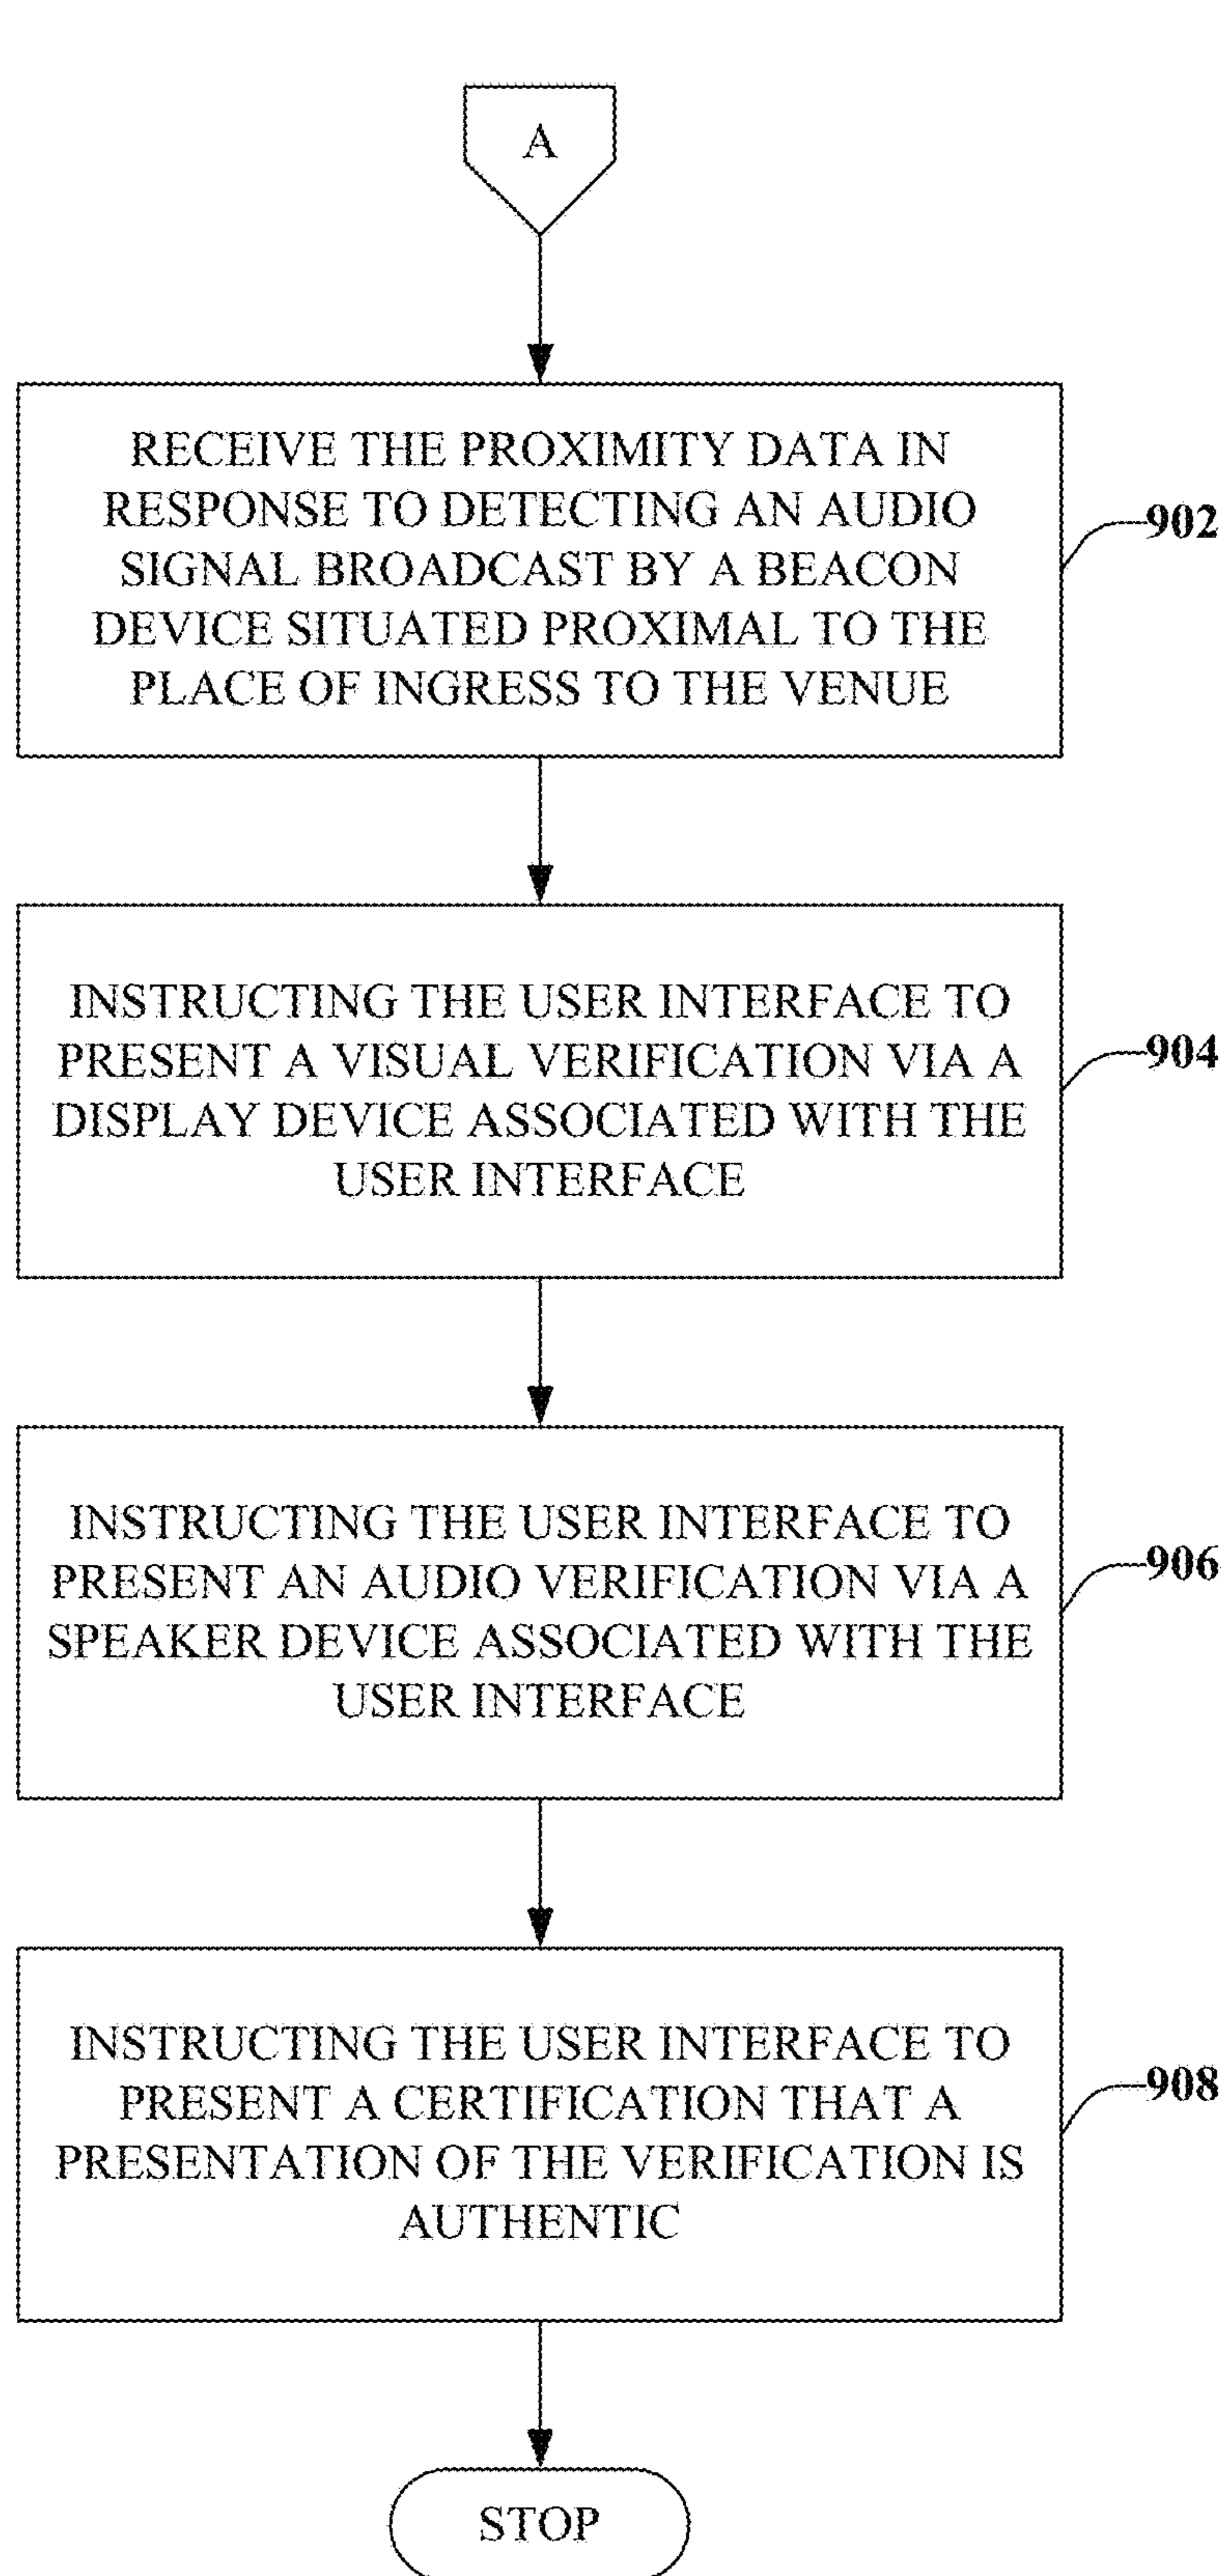 A
RECEIVE THE PROXIMITY DATA IN
RESPONSE TO DETECTING AN AUDIO
SIGNAL BROADCAST BY A BEACON
DEVICE SITUATED PROXIMAL TO THE
PLACE OF INGRESS TO THE VENUE
902
INSTRUCTING THE USER INTERFACE TO
PRESENT A VISUAL VERIFICATION VIA A
DISPLAY DEVICE ASSOCIATED WITH THE
USER INTERFACE
904
INSTRUCTING THE USER INTERFACE TO
PRESENT AN AUDIO VERIFICATION VIA A
SPEAKER DEVICE ASSOCIATED WITH THE
USER INTERFACE
906
INSTRUCTING THE USER INTERFACE TO
PRESENT A CERTIFICATION THAT A
PRESENTATION OF THE VERIFICATION IS
AUTHENTIC
908
STOP